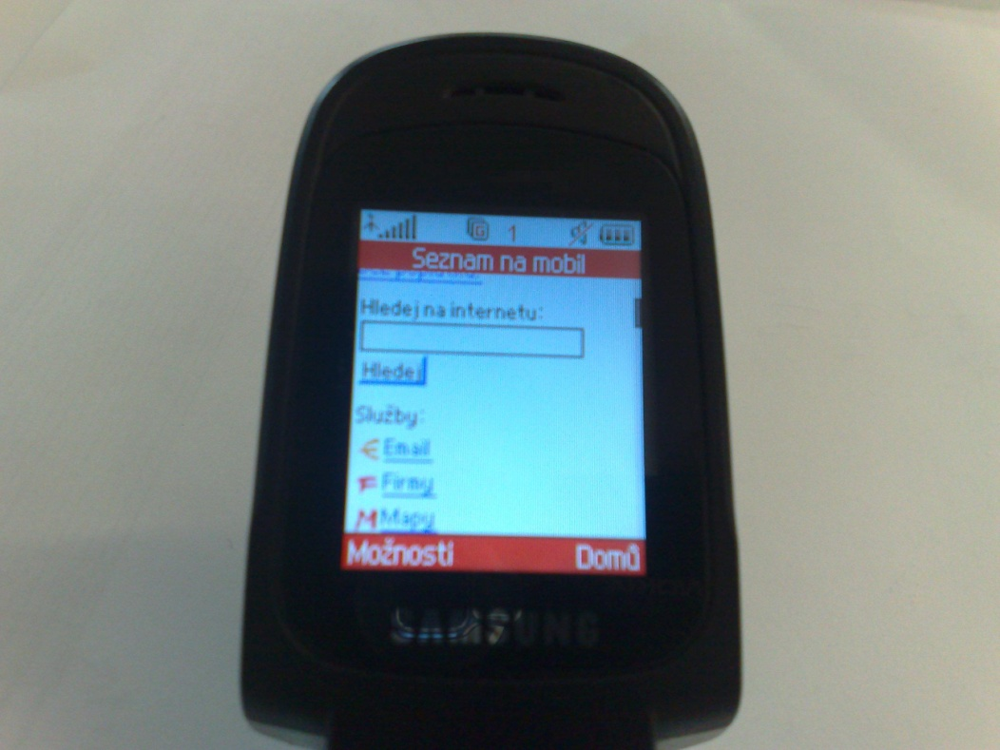 1
Seznam na mobil
Hledej na internetu:
Hledej
Služby:
Email
Firmy
Mapy
Možnosti Domů
SAMSUNG